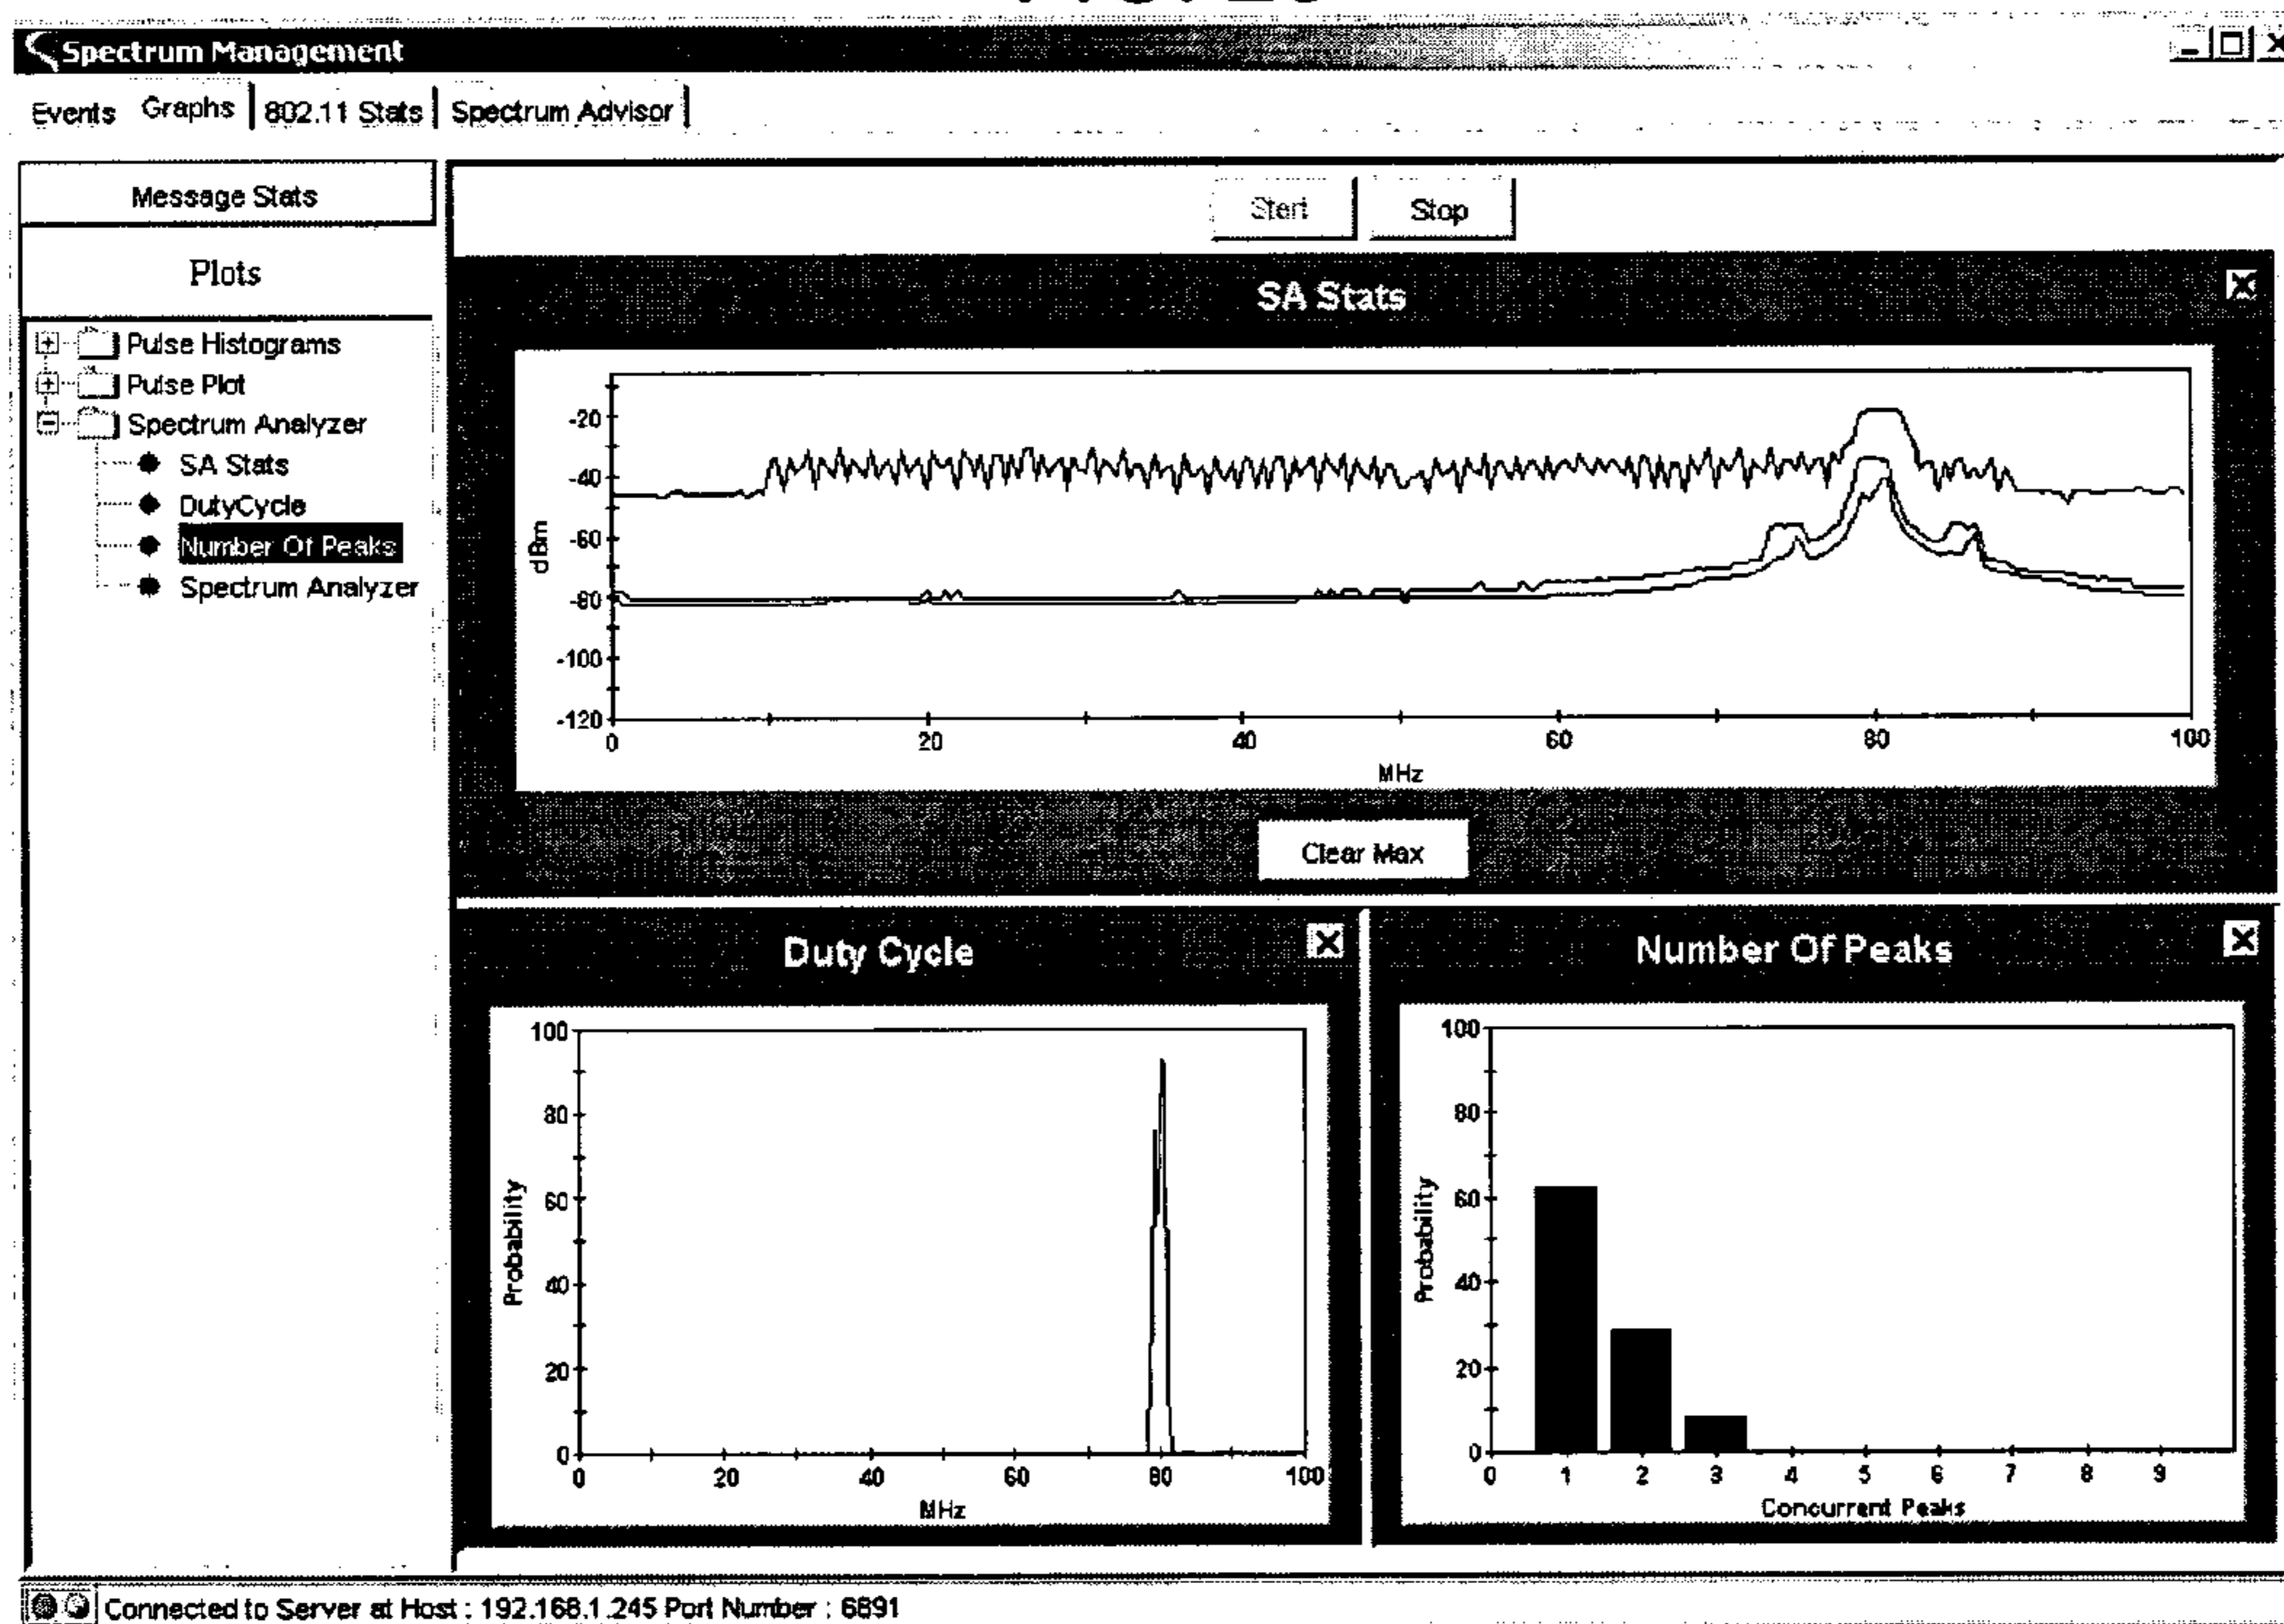 Spectrum Management
Events Graphs 802.11 Stats Spectrum Advisor
Message Stats
Plots
Pulse Histograms
Pulse Plot
Spectrum Analyzer
SA Stats
DutyCycle
Number Of Peaks
Spectrum Analyzer
Start Stop
SA Stats
dBm
-20
-40
-60
-80
-100
-120
0 20 40 60 80 100
MHz
Clear Max
Duty Cycle
Probability
100
80
60
40
20
0
0 20 40 60 80 100
MHz
Number Of Peaks
Probability
100
80
60
40
20
0
0 1 2 3 4 5 6 7 8 9
Concurrent Peaks
Connected to Server at Host : 192.168.1.245 Port Number : 6891